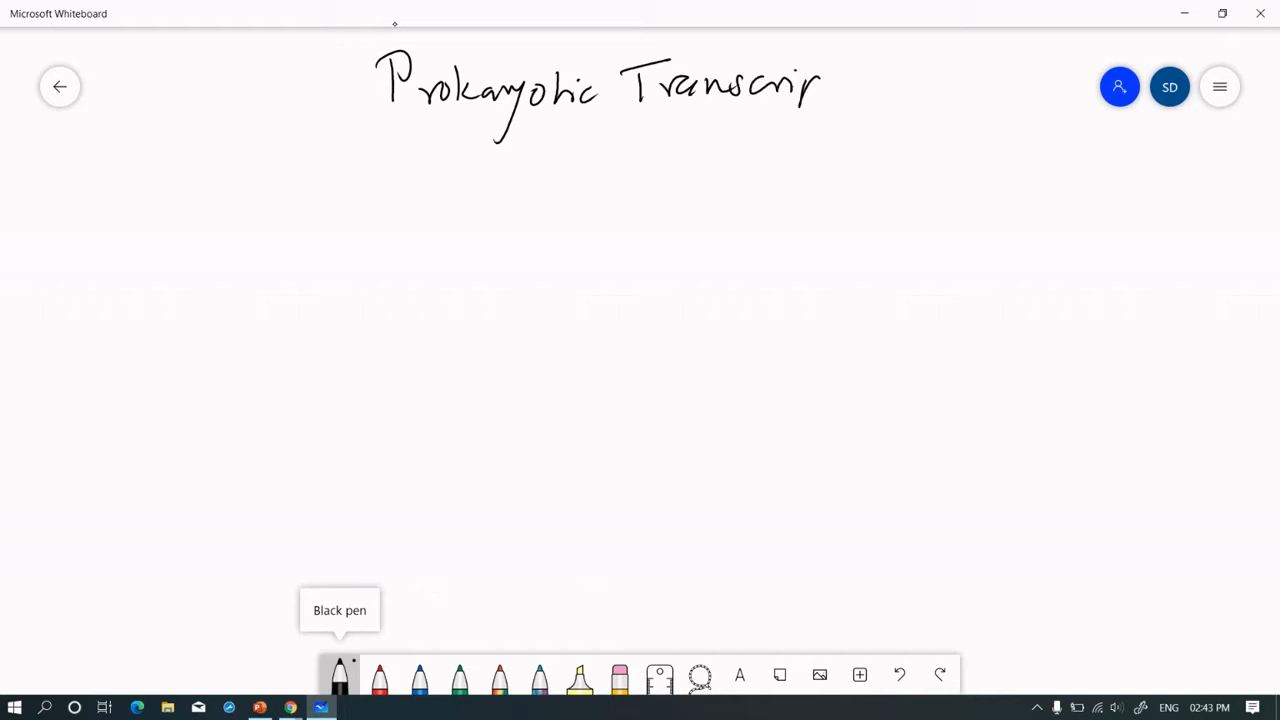 Microsoft Whiteboard
Prokaryotic Transcrip
SD
Black pen
A
ENG 02:43 PM